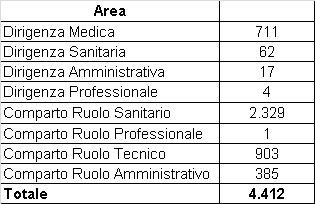 Area
Dirigenza Medica 711
Dirigenza Sanitaria 62
Dirigenza Amministrativa 17
Dirigenza Professionale 4
Comparto Ruolo Sanitario 2.329
Comparto Ruolo Professionale 1
Comparto Ruolo Tecnico 903
Comparto Ruolo Amministrativo 385
Totale 4.412